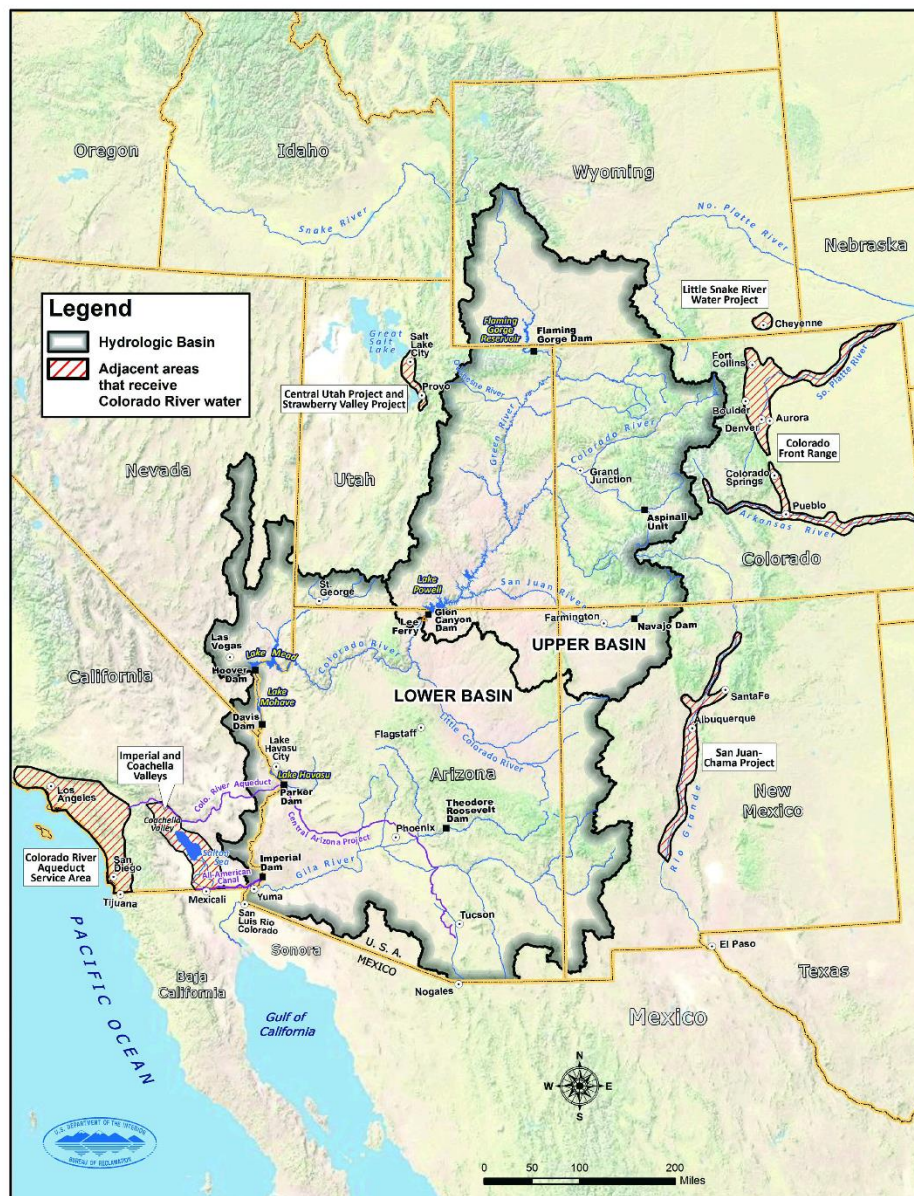 Oregon
Idaho
Wyoming
Snake River
No. Platte River
Nebraska
Legend
Hydrologic Basin
Adjacent areas
that receive
Colorado River water
Little Snake River
Water Project
Cheyenne
Great
Salt Lake
Salt
Lake
City
Provo
Flaming
Gorge
Reservoir
Flaming
Gorge Dam
Central Utah Project and
Strawberry Valley Project
Green River
Colorado River
Fort
Collins
So. Platte River
Boulder
Denver
Aurora
Colorado
Front Range
Grand
Junction
Colorado
Springs
Pueblo
Aspinall
Unit
Arkansas River
Colorado
Nevada
Utah
St.
George
Lake
Powell
San Juan River
Lee
Ferry
Glen
Canyon
Dam
Farmington
Navajo Dam
UPPER BASIN
Las
Vegas
Lake Mead
Hoover
Dam
Colorado River
LOWER BASIN
California
Lake
Mohave
Davis
Dam
Flagstaff
Little Colorado River
SantaFe
Albuquerque
San Juan-
Chama Project
New
Mexico
Rio Grande
Lake
Havasu
City
Lake Havasu
Parker
Dam
Arizona
Imperial and
Coachella
Valleys
Colo. River Aqueduct
Los
Angeles
Coachella
Valley
Salton
Sea
Central Arizona Project
Phoenix
Theodore
Roosevelt
Dam
Colorado River
Aqueduct
Service Area
San
Diego
All-American
Canal
Imperial
Dam
Gila River
Tijuana
Mexicali
Yuma
San
Luis Rio
Colorado
Tucson
Sonora
U.S.A.
MEXICO
Nogales
El Paso
Texas
Mexico
PACIFIC OCEAN
Baja
California
Gulf of
California
N
W
E
S
U.S. DEPARTMENT OF THE INTERIOR
BUREAU OF RECLAMATION
0 50 100 200
Miles